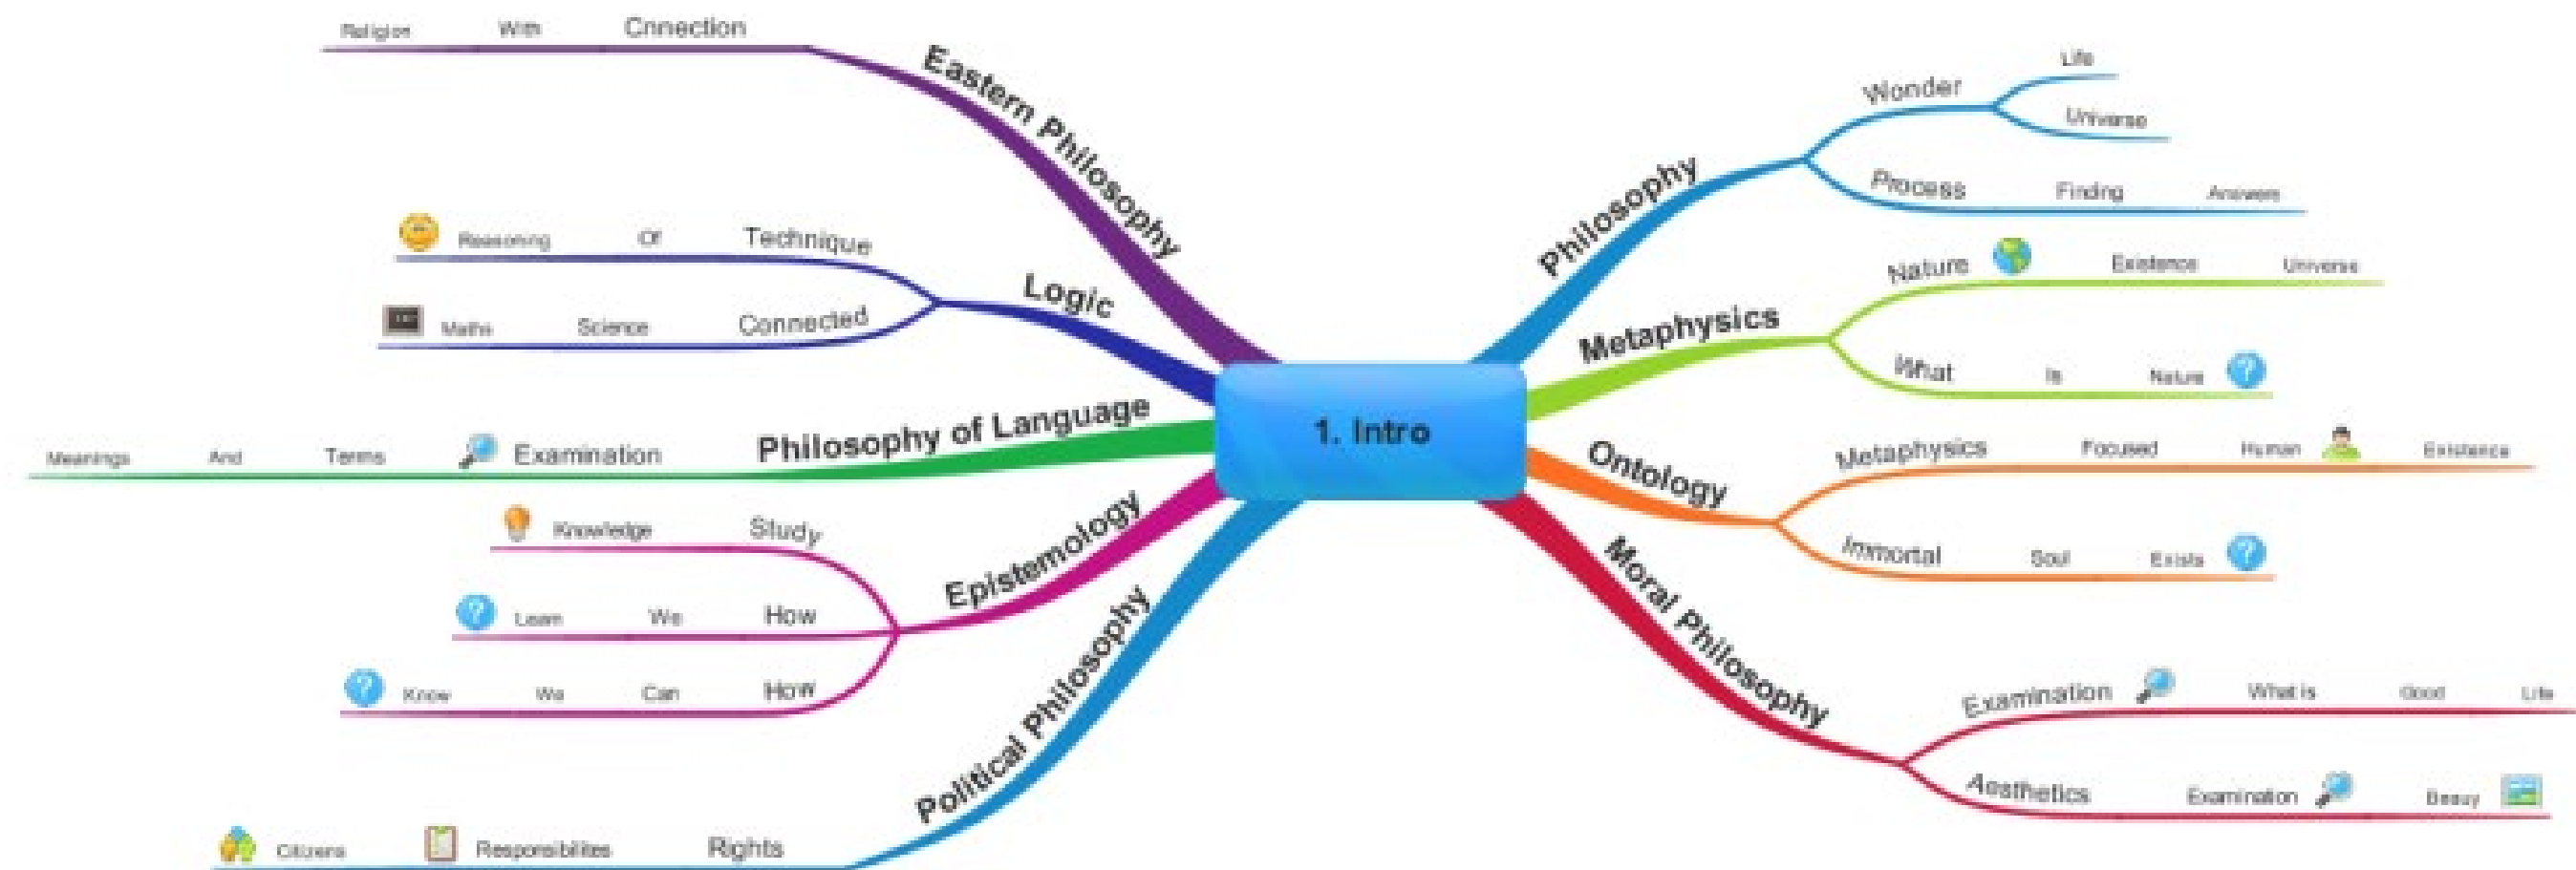 1. Intro
Philosophy
Wonder
Life
Universe
Process Finding Answers
Metaphysics
Nature Existence Universe
What Is Nature ?
Ontology
Metaphysics Focused Human Existence
Immortal Soul Exists ?
Moral Philosophy
Examination What is Good Life
Aesthetics Examination Beauy
Eastern Philosophy
Religion With Cnnection
Logic
Reasoning Of Technique
Maths Science Connected
Philosophy of Language
Meanings And Terms Examination
Epistemology
Knowledge Study
? Learn We How
? Know We Can How
Political Philosophy
Citizens Responsibilites Rights